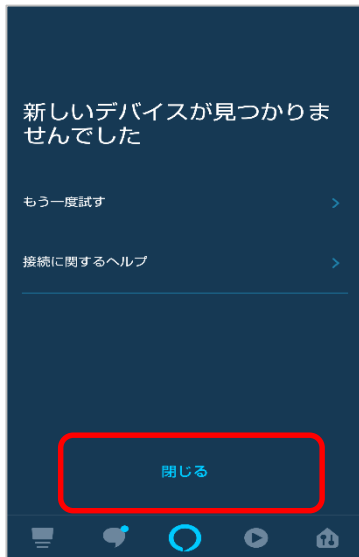 新しいデバイスが見つかりま
せんでした
もう一度試す
接続に関するヘルプ
閉じる